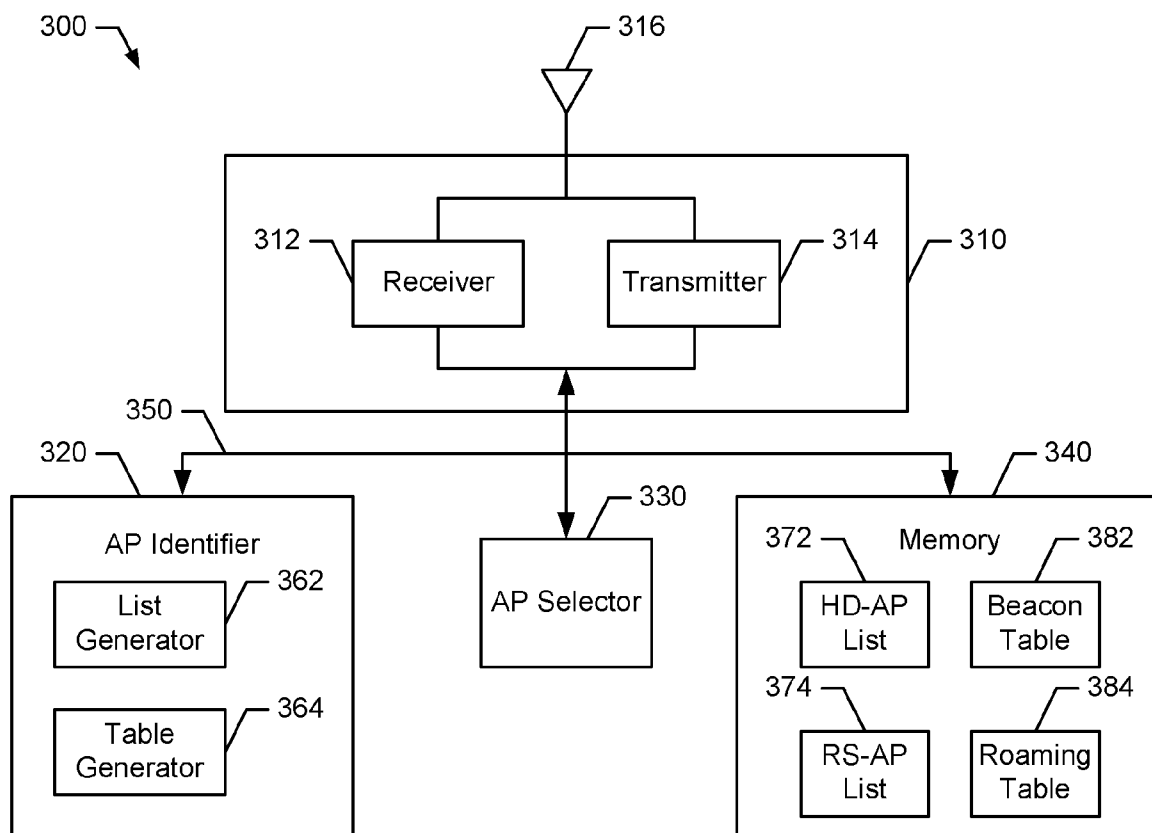 300
316
312
314
310
Receiver
Transmitter
350
320
330
340
AP Identifier
362
List
Generator
364
Table
Generator
AP Selector
Memory
372
382
HD-AP
List
Beacon
Table
374
384
RS-AP
List
Roaming
Table